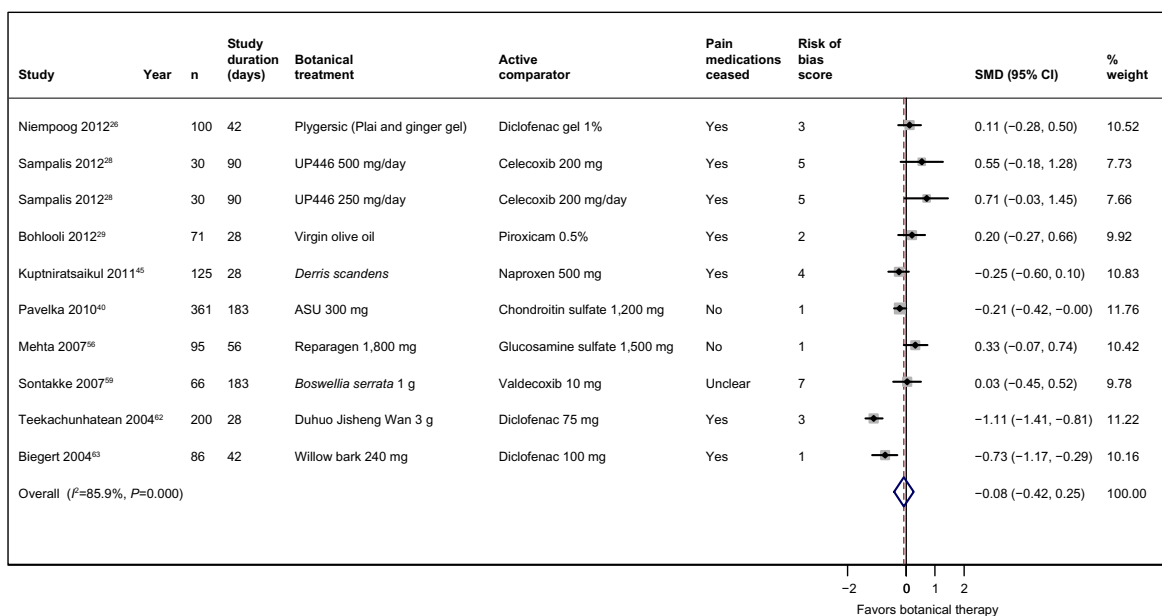 Study Year n Study duration (days) Botanical treatment Active comparator Pain medications ceased Risk of bias score SMD (95% CI) % weight
Niempoog 2012²⁶ 100 42 Plygersic (Plai and ginger gel) Diclofenac gel 1% Yes 3 0.11 (−0.28, 0.50) 10.52
Sampalis 2012²⁸ 30 90 UP446 500 mg/day Celecoxib 200 mg Yes 5 0.55 (−0.18, 1.28) 7.73
Sampalis 2012²⁸ 30 90 UP446 250 mg/day Celecoxib 200 mg/day Yes 5 0.71 (−0.03, 1.45) 7.66
Bohlooli 2012²⁹ 71 28 Virgin olive oil Piroxicam 0.5% Yes 2 0.20 (−0.27, 0.66) 9.92
Kuptniratsaikul 2011⁴⁵ 125 28 Derris scandens Naproxen 500 mg Yes 4 −0.25 (−0.60, 0.10) 10.83
Pavelka 2010⁴⁰ 361 183 ASU 300 mg Chondroitin sulfate 1,200 mg No 1 −0.21 (−0.42, −0.00) 11.76
Mehta 2007⁵⁶ 95 56 Reparagen 1,800 mg Glucosamine sulfate 1,500 mg No 1 0.33 (−0.07, 0.74) 10.42
Sontakke 2007⁵⁹ 66 183 Boswellia serrata 1 g Valdecoxib 10 mg Unclear 7 0.03 (−0.45, 0.52) 9.78
Teekachunhatean 2004⁶² 200 28 Duhuo Jisheng Wan 3 g Diclofenac 75 mg Yes 3 −1.11 (−1.41, −0.81) 11.22
Biegert 2004⁶³ 86 42 Willow bark 240 mg Diclofenac 100 mg Yes 1 −0.73 (−1.17, −0.29) 10.16
Overall (I²=85.9%, P=0.000) −0.08 (−0.42, 0.25) 100.00
−2 0 1 2
Favors botanical therapy